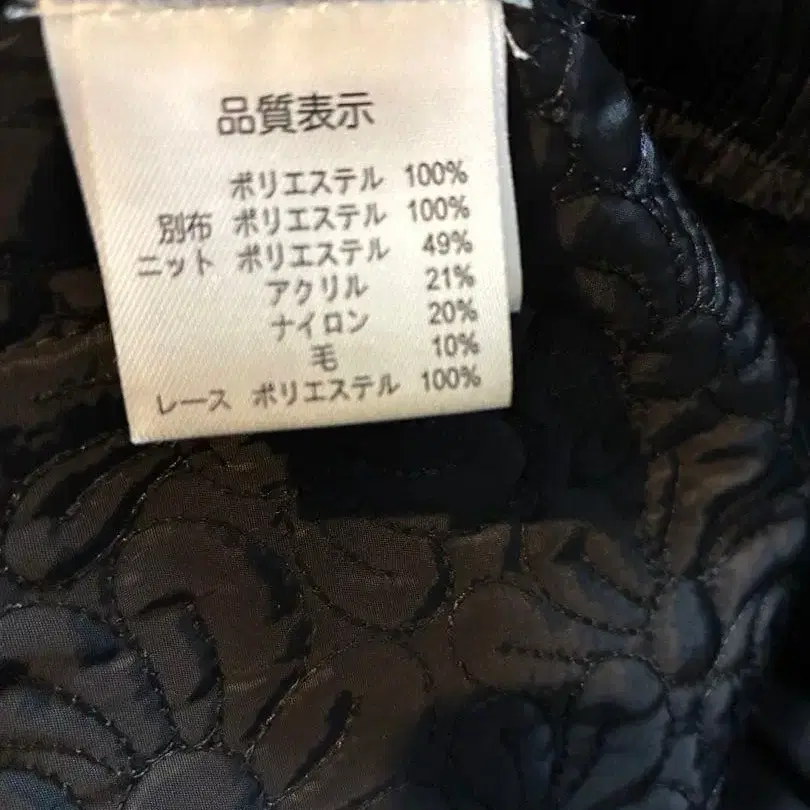 品質表示
ポリエステル 100%
別布 ポリエステル 100%
ニット ポリエステル 49%
アクリル 21%
ナイロン 20%
毛 10%
レース ポリエステル 100%